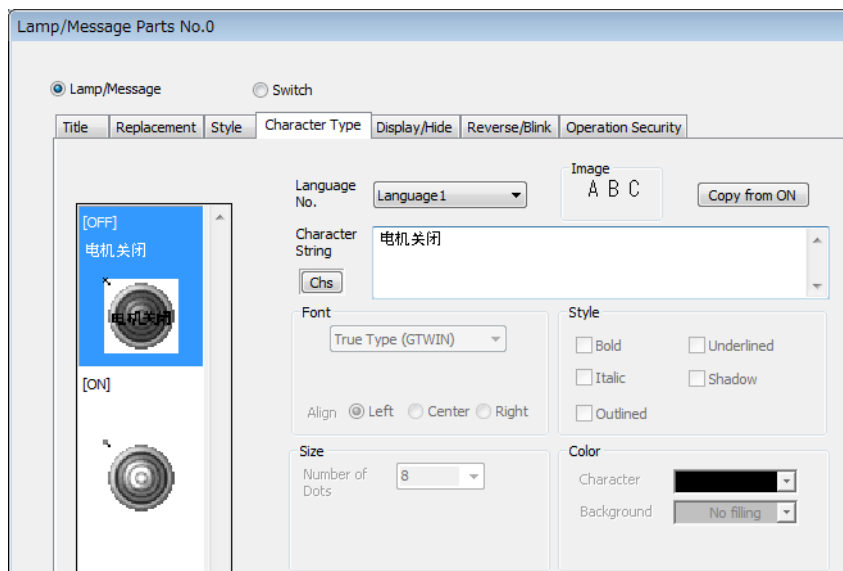 Lamp/Message Parts No.0
Lamp/Message Switch
Title Replacement Style Character Type Display/Hide Reverse/Blink Operation Security
[OFF]
电机关闭
电机关闭
[ON]
Language No. Language1
Image
A B C
Copy from ON
Character String
电机关闭
Chs
Font
True Type (GTWIN)
Align Left Center Right
Style
Bold Underlined
Italic Shadow
Outlined
Size
Number of Dots 8
Color
Character
Background No filling